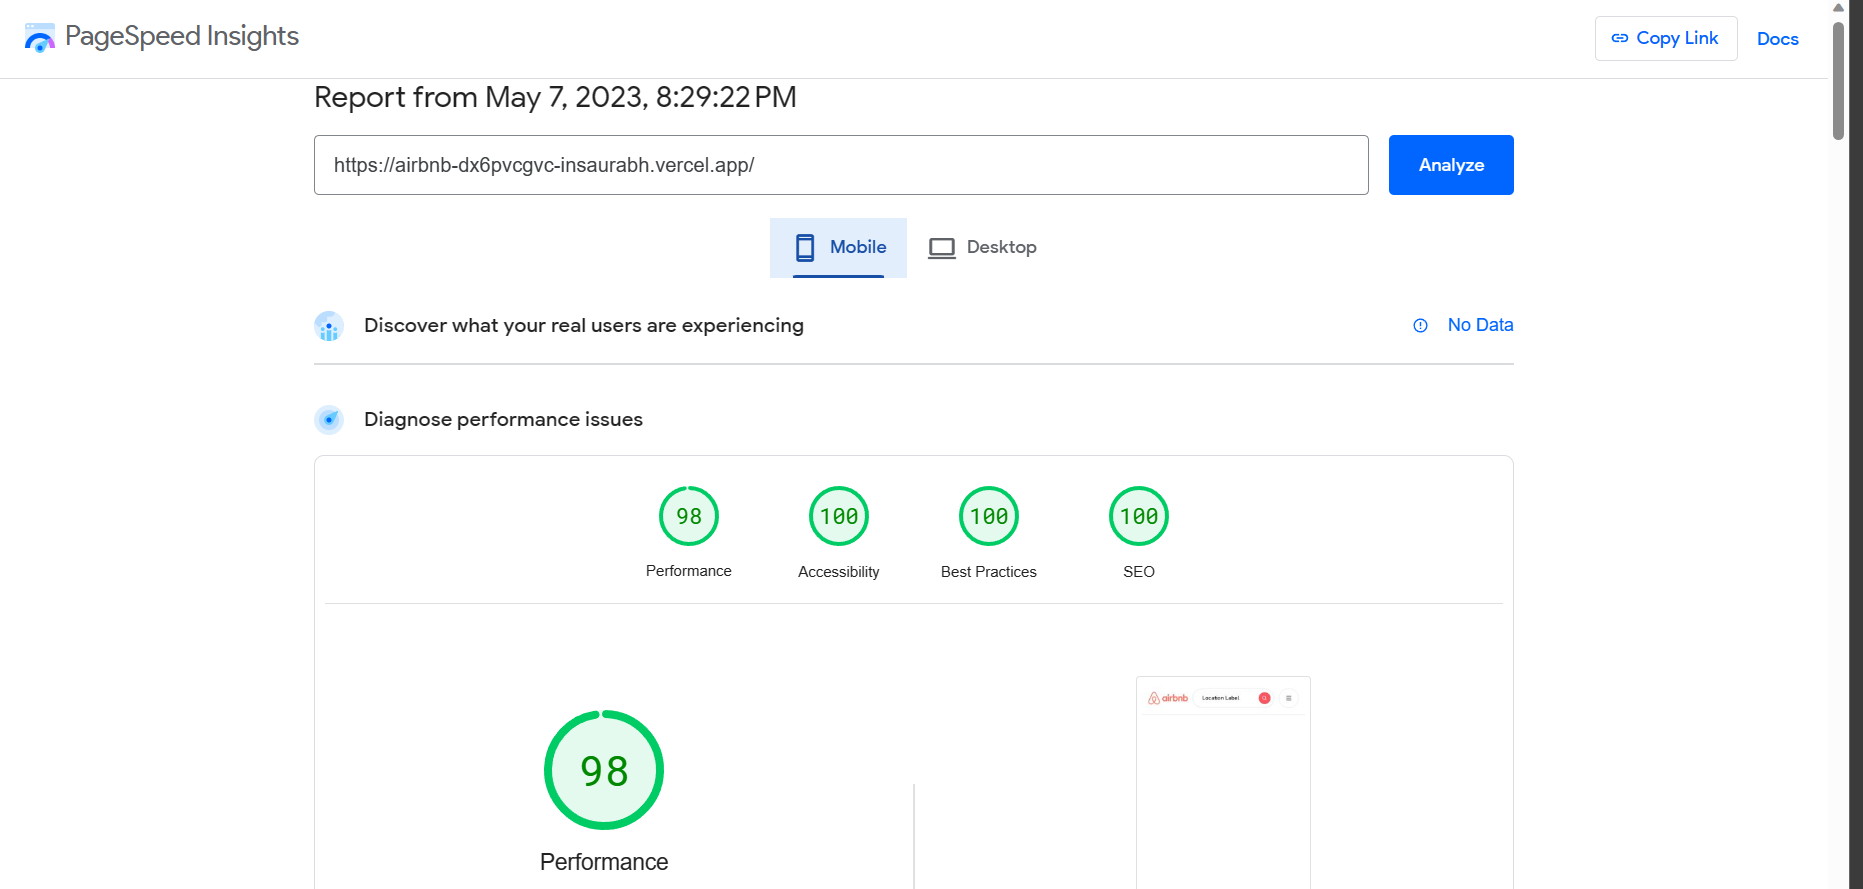 PageSpeed Insights
Copy Link
Docs
Report from May 7, 2023, 8:29:22 PM
https://airbnb-dx6pvcgvc-insaurabh.vercel.app/
Analyze
Mobile
Desktop
Discover what your real users are experiencing
No Data
Diagnose performance issues
98
Performance
100
Accessibility
100
Best Practices
100
SEO
98
Performance
airbnb
Location Label